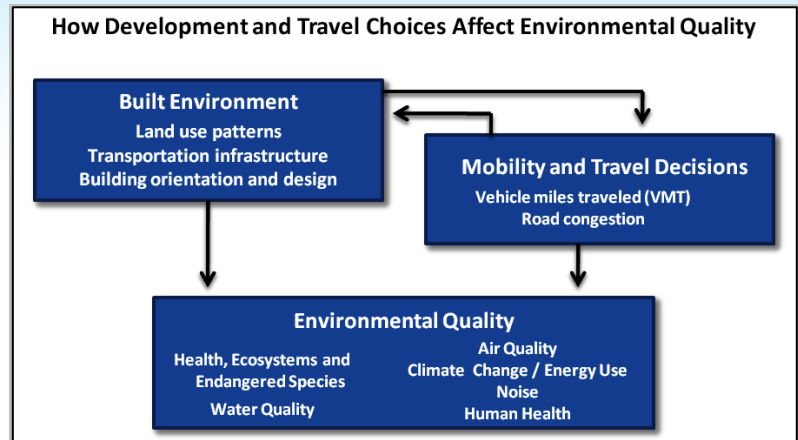 How Development and Travel Choices Affect Environmental Quality
Built Environment
Land use patterns
Transportation infrastructure
Building orientation and design
Mobility and Travel Decisions
Vehicle miles traveled (VMT)
Road congestion
Environmental Quality
Health, Ecosystems and
Endangered Species
Water Quality
Air Quality
Climate Change / Energy Use
Noise
Human Health